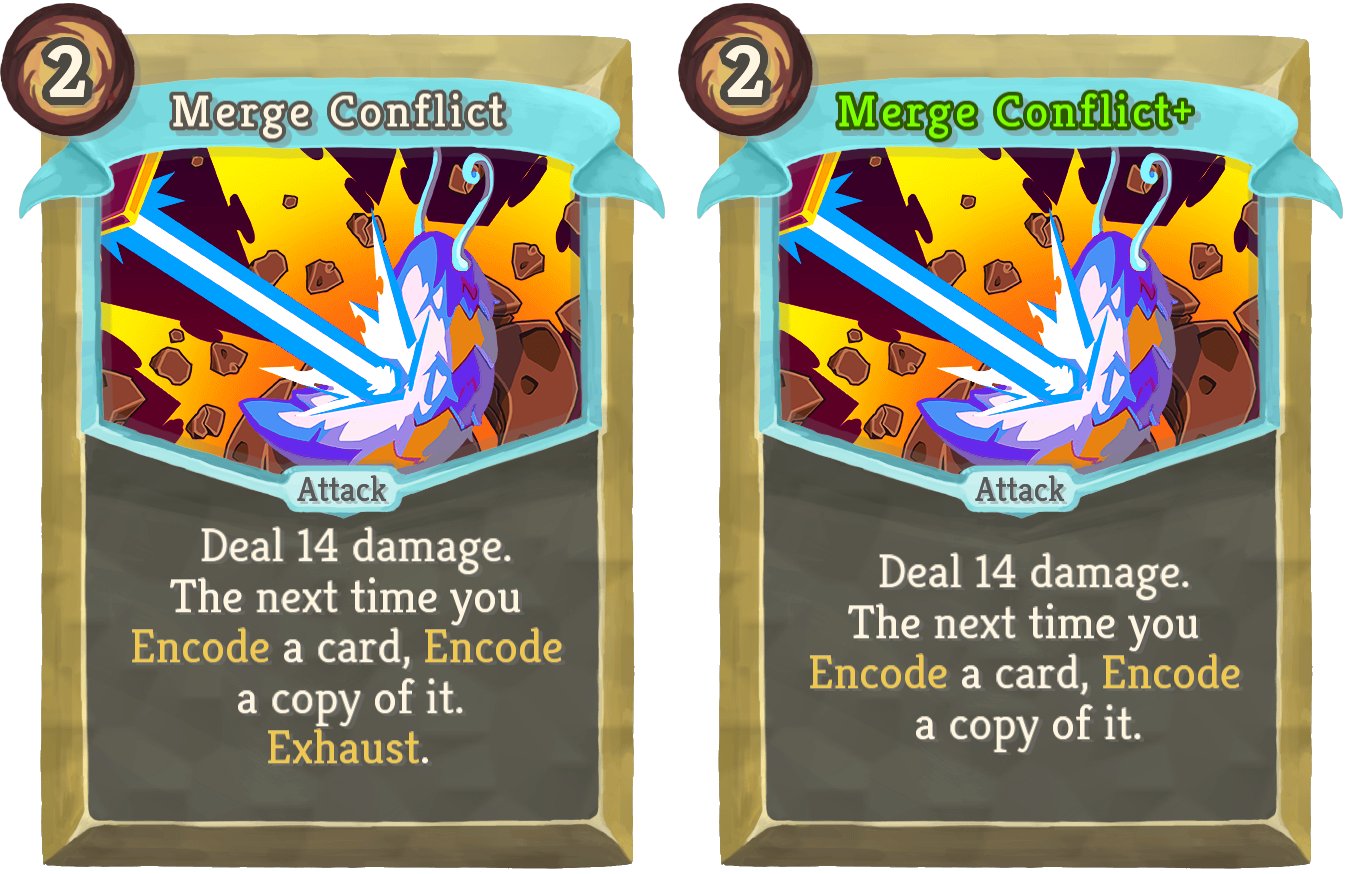 2
Merge Conflict
Attack
Deal 14 damage.
The next time you
Encode a card, Encode
a copy of it.
Exhaust.
2
Merge Conflict+
Attack
Deal 14 damage.
The next time you
Encode a card, Encode
a copy of it.